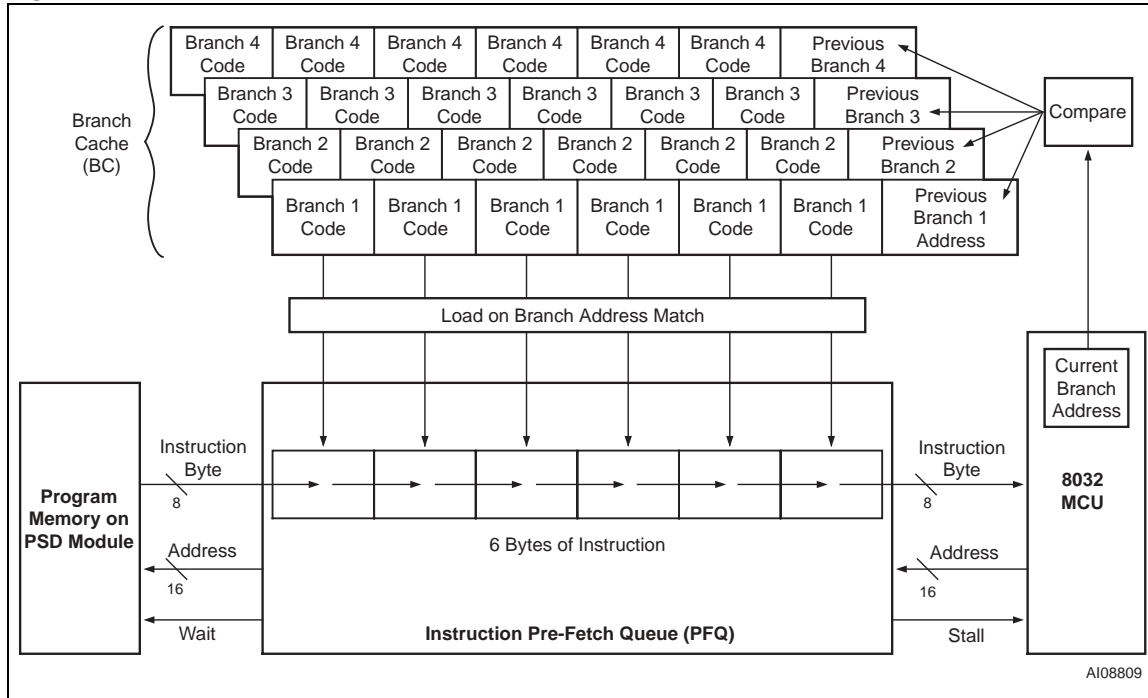 Branch 4 Code
Branch 4 Code
Branch 4 Code
Branch 4 Code
Branch 4 Code
Branch 4 Code
Previous Branch 4
Branch 3 Code
Branch 3 Code
Branch 3 Code
Branch 3 Code
Branch 3 Code
Branch 3 Code
Previous Branch 3
Branch 2 Code
Branch 2 Code
Branch 2 Code
Branch 2 Code
Branch 2 Code
Branch 2 Code
Previous Branch 2
Branch 1 Code
Branch 1 Code
Branch 1 Code
Branch 1 Code
Branch 1 Code
Branch 1 Code
Previous Branch 1 Address
Branch Cache (BC)
Compare
Load on Branch Address Match
Current Branch Address
8032 MCU
Program Memory on PSD Module
Instruction Byte
8
Address
16
Wait
6 Bytes of Instruction
Instruction Pre-Fetch Queue (PFQ)
Instruction Byte
8
Address
16
Stall
AI08809